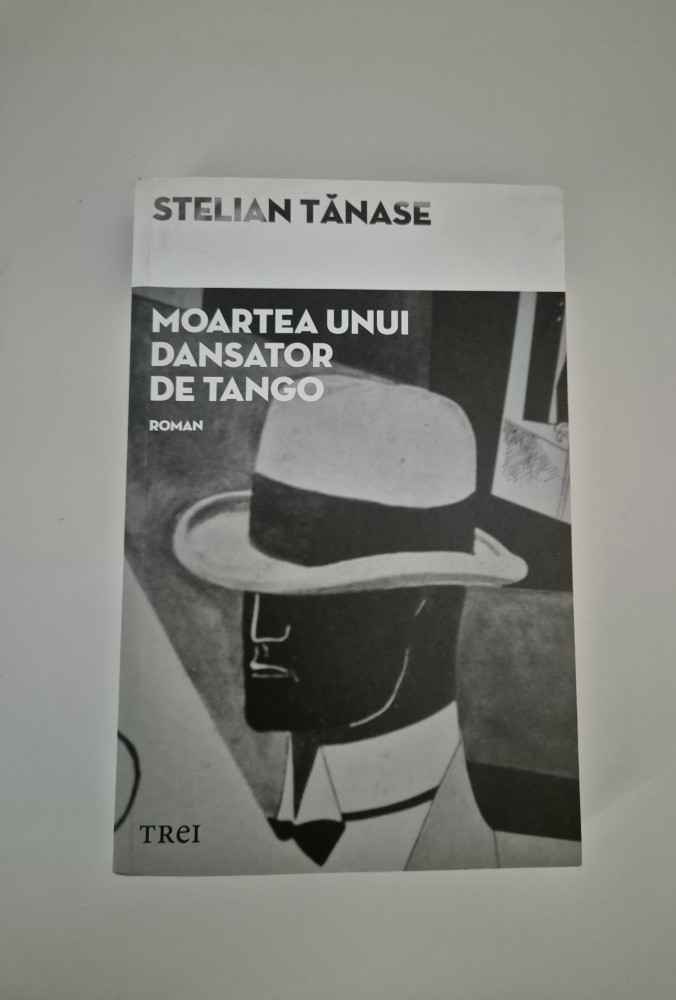 STELIAN TĂNASE
MOARTEA UNUI
DANSATOR
DE TANGO
ROMAN
TREI